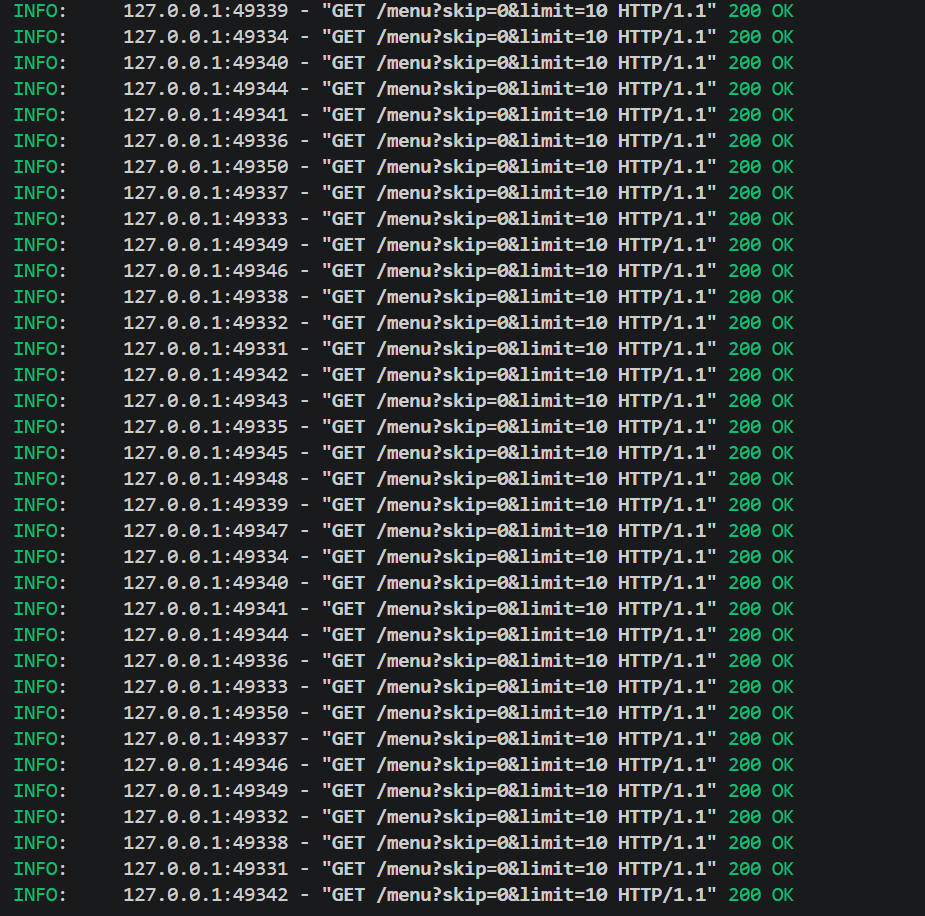 INFO:     127.0.0.1:49339 - "GET /menu?skip=0&limit=10 HTTP/1.1" 200 OK
INFO:     127.0.0.1:49334 - "GET /menu?skip=0&limit=10 HTTP/1.1" 200 OK
INFO:     127.0.0.1:49340 - "GET /menu?skip=0&limit=10 HTTP/1.1" 200 OK
INFO:     127.0.0.1:49344 - "GET /menu?skip=0&limit=10 HTTP/1.1" 200 OK
INFO:     127.0.0.1:49341 - "GET /menu?skip=0&limit=10 HTTP/1.1" 200 OK
INFO:     127.0.0.1:49336 - "GET /menu?skip=0&limit=10 HTTP/1.1" 200 OK
INFO:     127.0.0.1:49350 - "GET /menu?skip=0&limit=10 HTTP/1.1" 200 OK
INFO:     127.0.0.1:49337 - "GET /menu?skip=0&limit=10 HTTP/1.1" 200 OK
INFO:     127.0.0.1:49333 - "GET /menu?skip=0&limit=10 HTTP/1.1" 200 OK
INFO:     127.0.0.1:49349 - "GET /menu?skip=0&limit=10 HTTP/1.1" 200 OK
INFO:     127.0.0.1:49346 - "GET /menu?skip=0&limit=10 HTTP/1.1" 200 OK
INFO:     127.0.0.1:49338 - "GET /menu?skip=0&limit=10 HTTP/1.1" 200 OK
INFO:     127.0.0.1:49332 - "GET /menu?skip=0&limit=10 HTTP/1.1" 200 OK
INFO:     127.0.0.1:49331 - "GET /menu?skip=0&limit=10 HTTP/1.1" 200 OK
INFO:     127.0.0.1:49342 - "GET /menu?skip=0&limit=10 HTTP/1.1" 200 OK
INFO:     127.0.0.1:49343 - "GET /menu?skip=0&limit=10 HTTP/1.1" 200 OK
INFO:     127.0.0.1:49335 - "GET /menu?skip=0&limit=10 HTTP/1.1" 200 OK
INFO:     127.0.0.1:49345 - "GET /menu?skip=0&limit=10 HTTP/1.1" 200 OK
INFO:     127.0.0.1:49348 - "GET /menu?skip=0&limit=10 HTTP/1.1" 200 OK
INFO:     127.0.0.1:49339 - "GET /menu?skip=0&limit=10 HTTP/1.1" 200 OK
INFO:     127.0.0.1:49347 - "GET /menu?skip=0&limit=10 HTTP/1.1" 200 OK
INFO:     127.0.0.1:49334 - "GET /menu?skip=0&limit=10 HTTP/1.1" 200 OK
INFO:     127.0.0.1:49340 - "GET /menu?skip=0&limit=10 HTTP/1.1" 200 OK
INFO:     127.0.0.1:49341 - "GET /menu?skip=0&limit=10 HTTP/1.1" 200 OK
INFO:     127.0.0.1:49344 - "GET /menu?skip=0&limit=10 HTTP/1.1" 200 OK
INFO:     127.0.0.1:49336 - "GET /menu?skip=0&limit=10 HTTP/1.1" 200 OK
INFO:     127.0.0.1:49333 - "GET /menu?skip=0&limit=10 HTTP/1.1" 200 OK
INFO:     127.0.0.1:49350 - "GET /menu?skip=0&limit=10 HTTP/1.1" 200 OK
INFO:     127.0.0.1:49337 - "GET /menu?skip=0&limit=10 HTTP/1.1" 200 OK
INFO:     127.0.0.1:49346 - "GET /menu?skip=0&limit=10 HTTP/1.1" 200 OK
INFO:     127.0.0.1:49349 - "GET /menu?skip=0&limit=10 HTTP/1.1" 200 OK
INFO:     127.0.0.1:49332 - "GET /menu?skip=0&limit=10 HTTP/1.1" 200 OK
INFO:     127.0.0.1:49338 - "GET /menu?skip=0&limit=10 HTTP/1.1" 200 OK
INFO:     127.0.0.1:49331 - "GET /menu?skip=0&limit=10 HTTP/1.1" 200 OK
INFO:     127.0.0.1:49342 - "GET /menu?skip=0&limit=10 HTTP/1.1" 200 OK